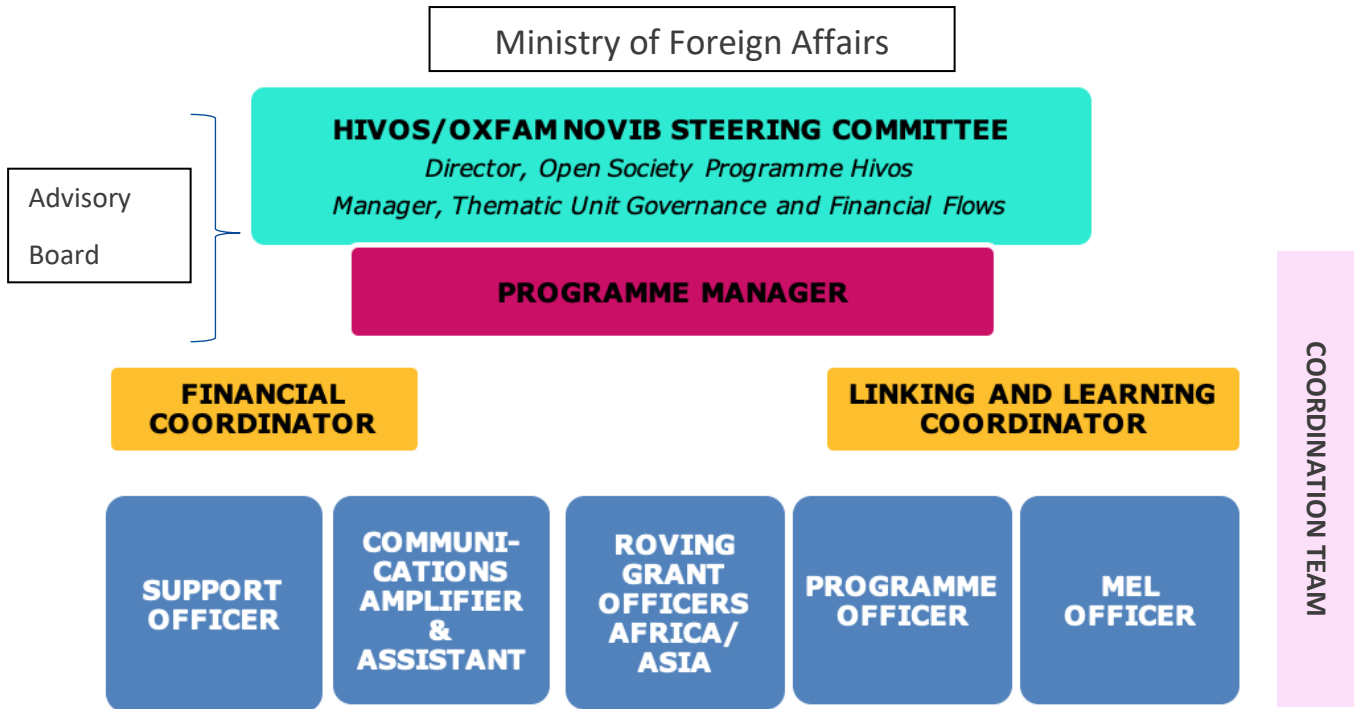 Ministry of Foreign Affairs
HIVOS/OXFAM NOVIB STEERING COMMITTEE
Director, Open Society Programme Hivos
Manager, Thematic Unit Governance and Financial Flows
Advisory
Board
PROGRAMME MANAGER
FINANCIAL
COORDINATOR
LINKING AND LEARNING
COORDINATOR
COORDINATION TEAM
SUPPORT
OFFICER
COMMUNI-
CATIONS
AMPLIFIER
&
ASSISTANT
ROVING
GRANT
OFFICERS
AFRICA/
ASIA
PROGRAMME
OFFICER
MEL
OFFICER